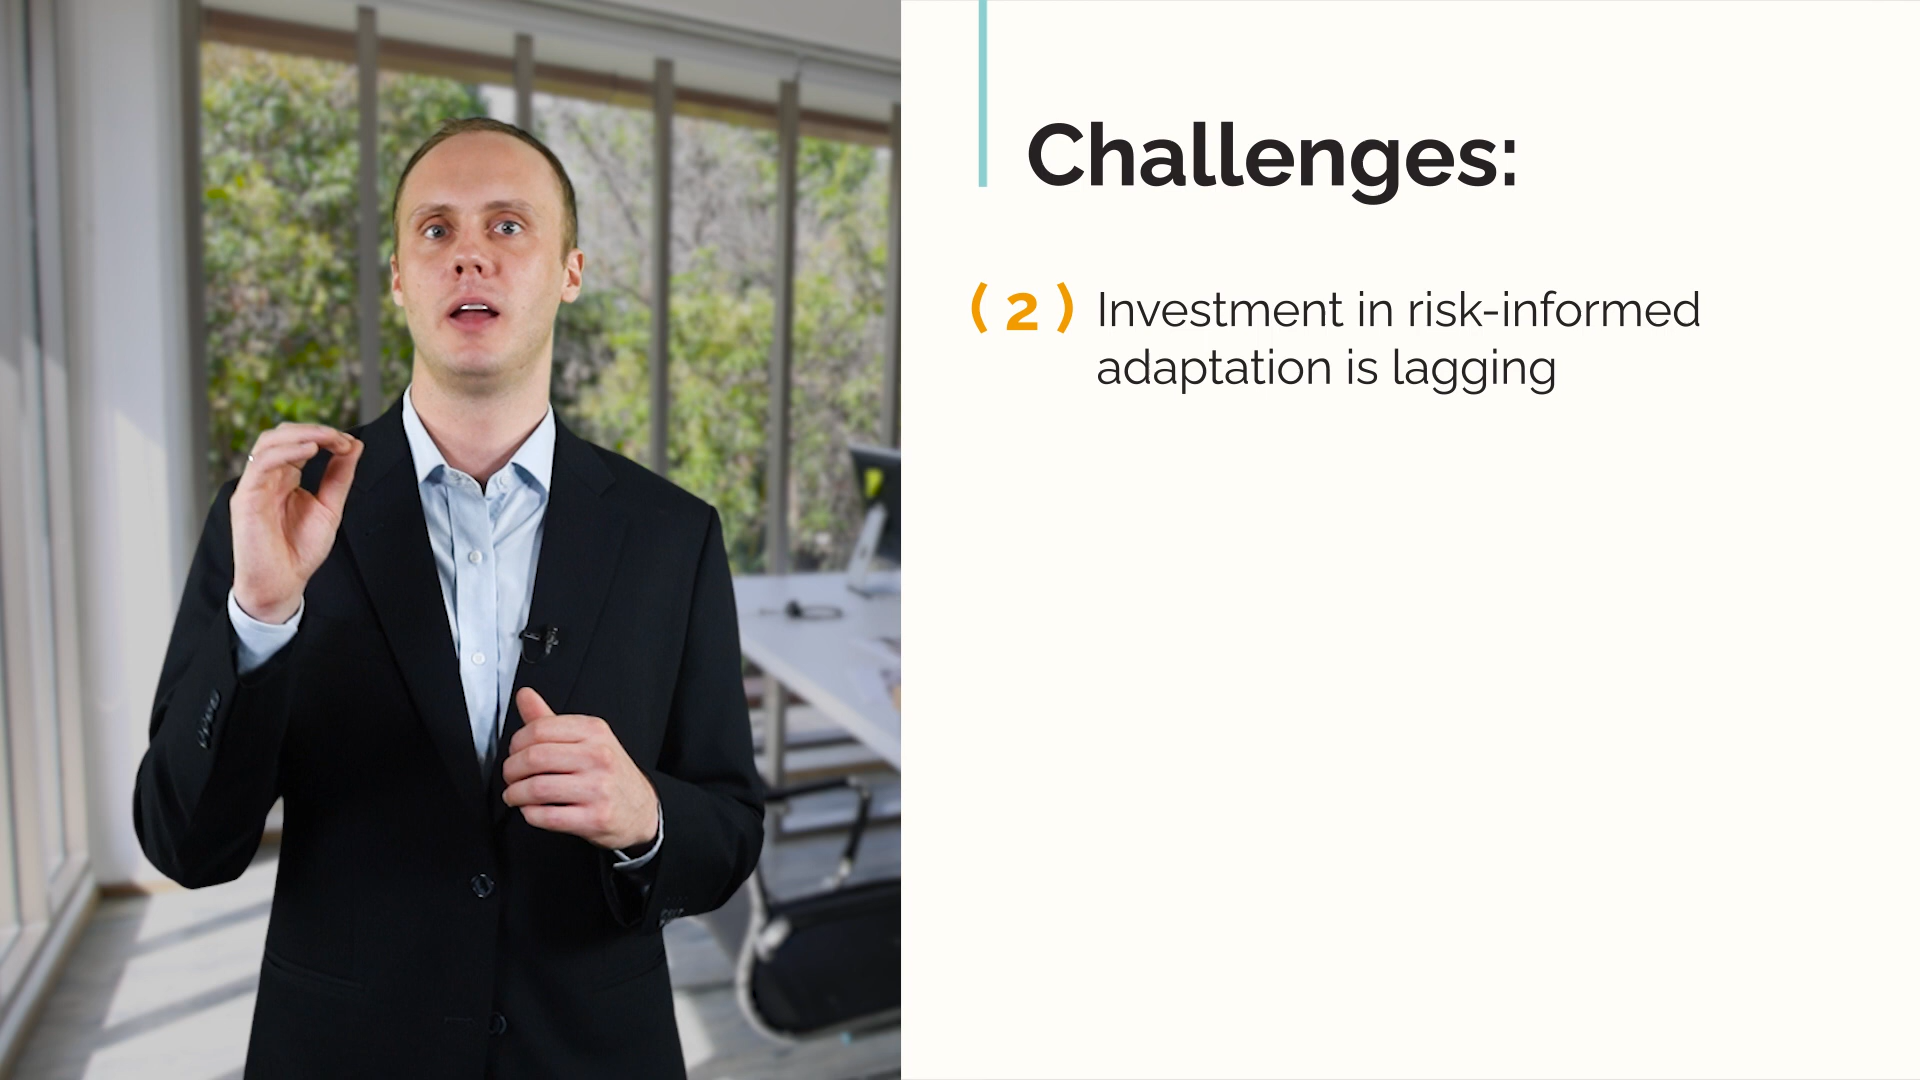 Challenges:
( 2 ) Investment in risk-informed
adaptation is lagging